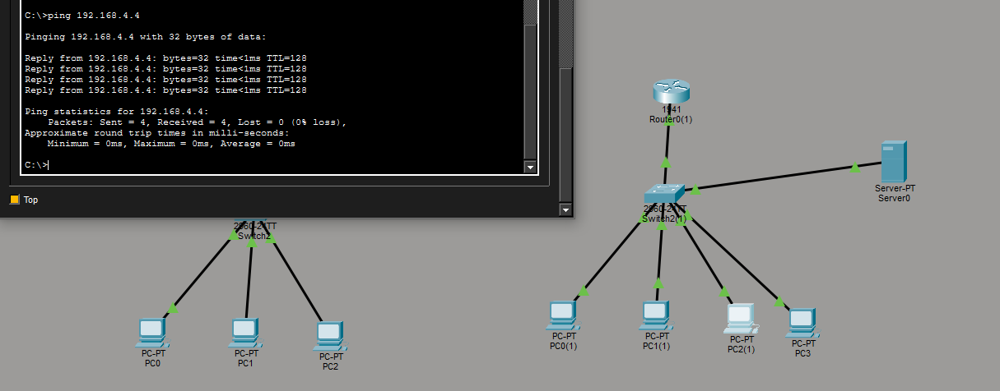 C:\>ping 192.168.4.4
Pinging 192.168.4.4 with 32 bytes of data:
Reply from 192.168.4.4: bytes=32 time<1ms TTL=128
Reply from 192.168.4.4: bytes=32 time<1ms TTL=128
Reply from 192.168.4.4: bytes=32 time<1ms TTL=128
Reply from 192.168.4.4: bytes=32 time<1ms TTL=128
Ping statistics for 192.168.4.4:
Packets: Sent = 4, Received = 4, Lost = 0 (0% loss),
Approximate round trip times in milli-seconds:
Minimum = 0ms, Maximum = 0ms, Average = 0ms
C:\>
Top
1941
Router0(1)
Server-PT
Server0
2960-24TT
Switch2(1)
2960-24TT
Switch2
PC-PT
PC0
PC-PT
PC1
PC-PT
PC2
PC-PT
PC0(1)
PC-PT
PC1(1)
PC-PT
PC2(1)
PC-PT
PC3